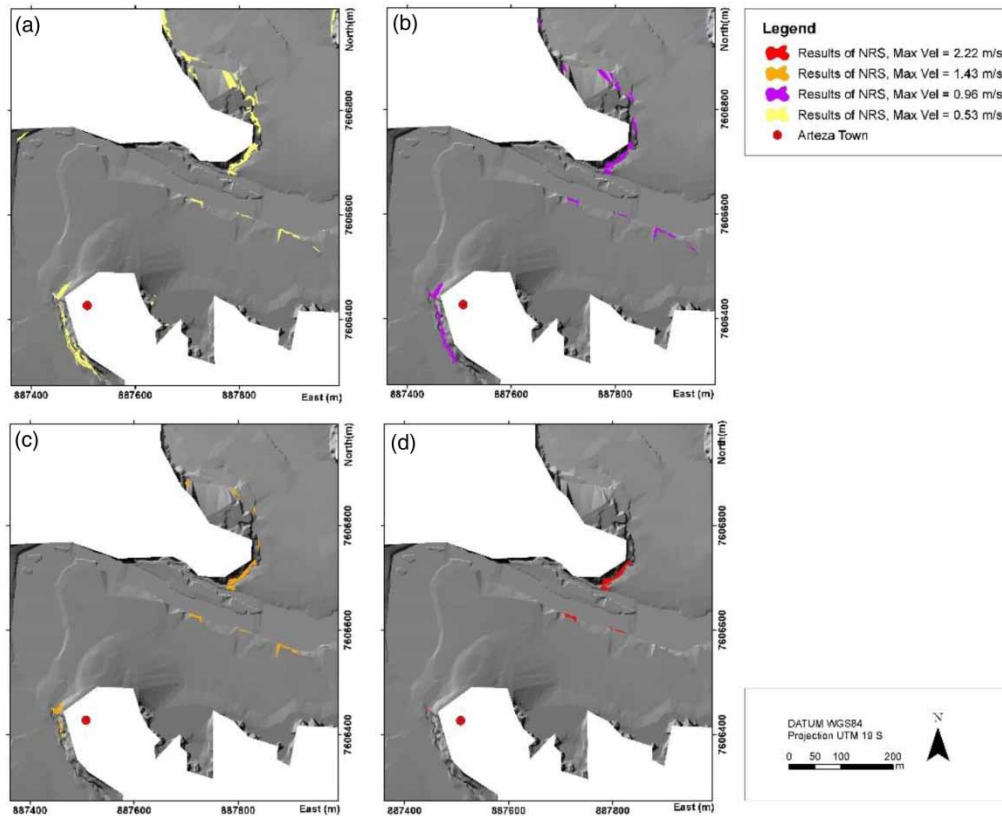 (a)
North(m)
7606800
7606600
7606400
887400
887600
887800
East (m)
(b)
North(m)
7606800
7606600
7606400
887400
887600
887800
East (m)
Legend
Results of NRS, Max Vel = 2.22 m/s
Results of NRS, Max Vel = 1.43 m/s
Results of NRS, Max Vel = 0.96 m/s
Results of NRS, Max Vel = 0.53 m/s
Arteza Town
(c)
North(m)
7606800
7606600
7606400
887400
887600
887800
East (m)
(d)
North(m)
7606800
7606600
7606400
887400
887600
887800
East (m)
DATUM WGS84
Projection UTM 19 S
0 50 100 200
m
N